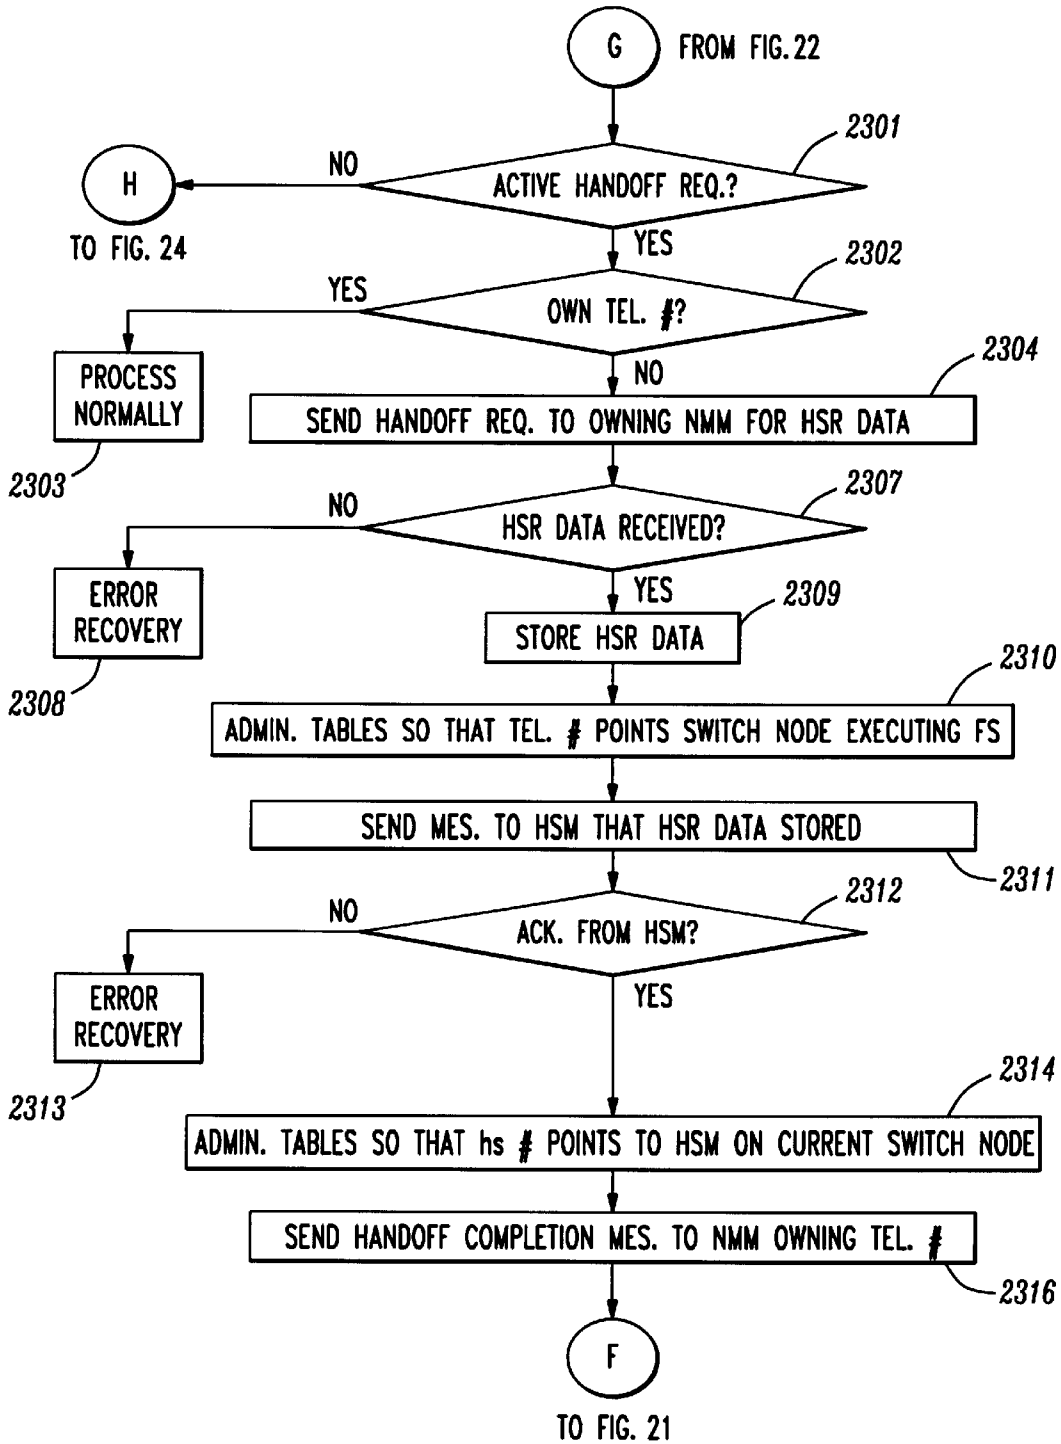 G FROM FIG. 22
2301
NO
ACTIVE HANDOFF REQ.?
H
TO FIG. 24
YES
2302
YES
OWN TEL. #?
2304
NO
PROCESS
NORMALLY
SEND HANDOFF REQ. TO OWNING NMM FOR HSR DATA
2303
2307
NO
HSR DATA RECEIVED?
YES
2309
ERROR
RECOVERY
STORE HSR DATA
2308
2310
ADMIN. TABLES SO THAT TEL. # POINTS SWITCH NODE EXECUTING FS
SEND MES. TO HSM THAT HSR DATA STORED
2311
2312
NO
ACK. FROM HSM?
YES
ERROR
RECOVERY
2313
2314
ADMIN. TABLES SO THAT hs # POINTS TO HSM ON CURRENT SWITCH NODE
SEND HANDOFF COMPLETION MES. TO NMM OWNING TEL. #
2316
F
TO FIG. 21